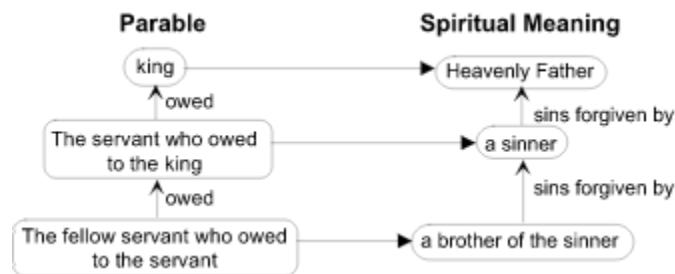 Parable
Spiritual Meaning
king
Heavenly Father
owed
sins forgiven by
The servant who owed
to the king
a sinner
owed
sins forgiven by
The fellow servant who owed
to the servant
a brother of the sinner